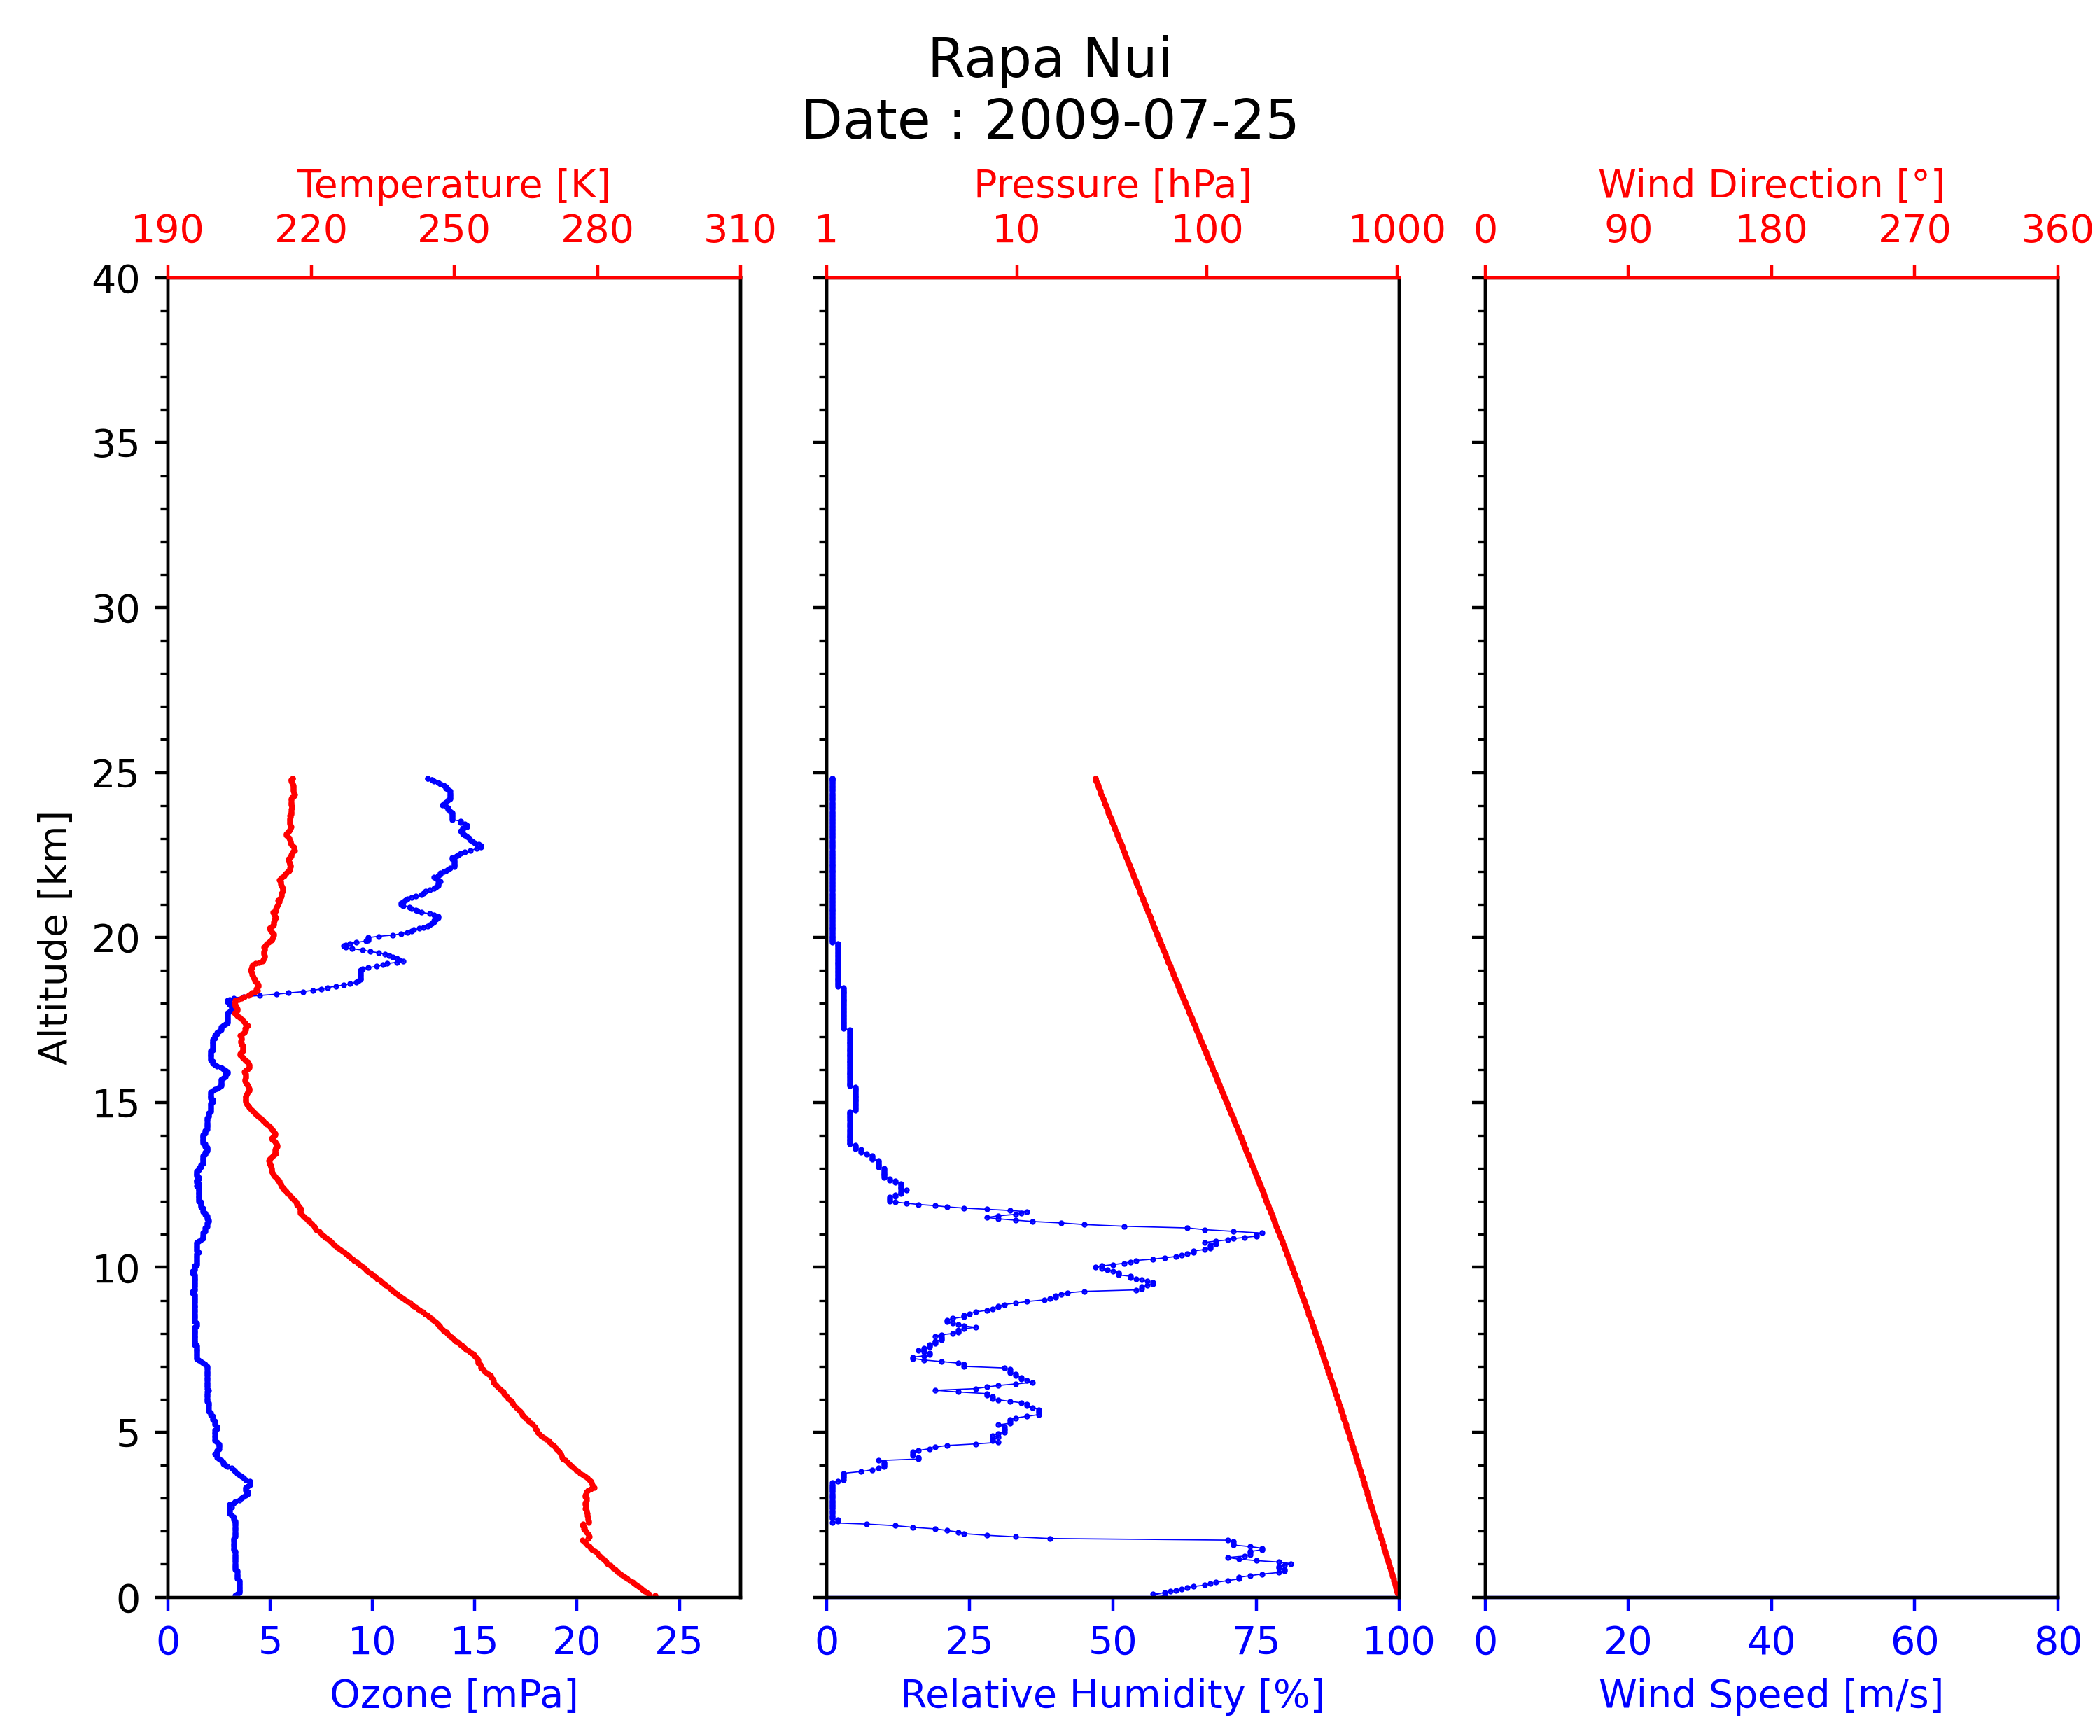 Rapa Nui
Date : 2009-07-25
Temperature [K]
190 220 250 280 310
Pressure [hPa]
1 10 100 1000
Wind Direction [°]
0 90 180 270 360
Altitude [km]
40
35
30
25
20
15
10
5
0
0 5 10 15 20 25
Ozone [mPa]
0 25 50 75 100
Relative Humidity [%]
0 20 40 60 80
Wind Speed [m/s]